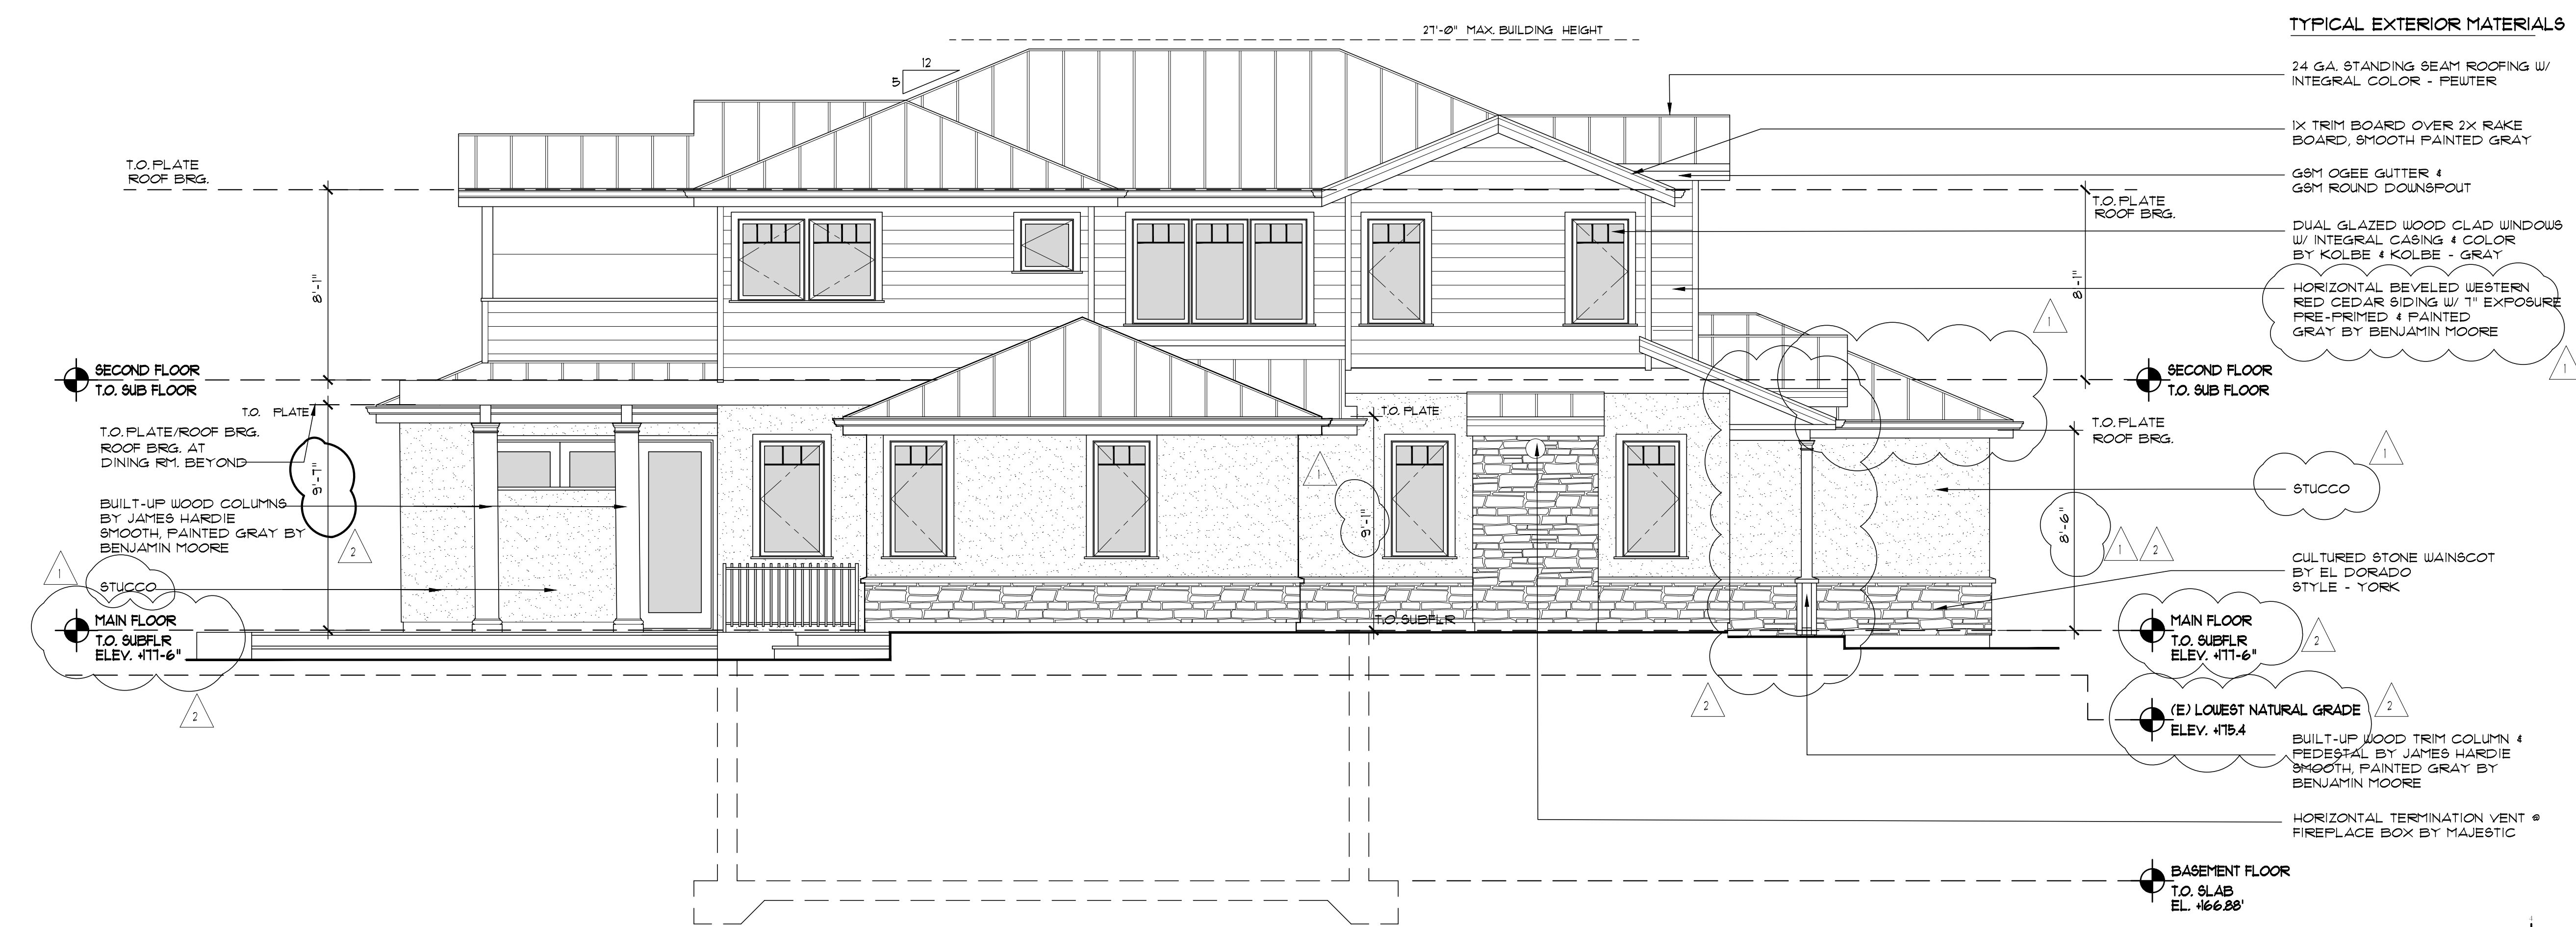 27'-0" MAX. BUILDING HEIGHT
12
5
T.O. PLATE
ROOF BRG.
8'-1"
SECOND FLOOR
T.O. SUB FLOOR
T.O. PLATE
T.O. PLATE/ROOF BRG.
ROOF BRG. AT
DINING RM. BEYOND
9'-7"
BUILT-UP WOOD COLUMNS
BY JAMES HARDIE
SMOOTH, PAINTED GRAY BY
BENJAMIN MOORE
2
1
STUCCO
MAIN FLOOR
T.O. SUBFLR
ELEV. +177-6"
2
T.O. PLATE
1
9'-1"
T.O. SUBFLR
2
TYPICAL EXTERIOR MATERIALS
24 GA. STANDING SEAM ROOFING W/
INTEGRAL COLOR - PEWTER
1X TRIM BOARD OVER 2X RAKE
BOARD, SMOOTH PAINTED GRAY
GSM OGEE GUTTER &
GSM ROUND DOWNSPOUT
T.O. PLATE
ROOF BRG.
DUAL GLAZED WOOD CLAD WINDOWS
W/ INTEGRAL CASING & COLOR
BY KOLBE & KOLBE - GRAY
8'-1"
HORIZONTAL BEVELED WESTERN
RED CEDAR SIDING W/ 7" EXPOSURE
PRE-PRIMED & PAINTED
GRAY BY BENJAMIN MOORE
1
1
SECOND FLOOR
T.O. SUB FLOOR
T.O. PLATE
ROOF BRG.
1
STUCCO
8'-6"
1
2
CULTURED STONE WAINSCOT
BY EL DORADO
STYLE - YORK
MAIN FLOOR
T.O. SUBFLR
ELEV. +177-6"
2
(E) LOWEST NATURAL GRADE
ELEV. +175.4
2
BUILT-UP WOOD TRIM COLUMN &
PEDESTAL BY JAMES HARDIE
SMOOTH, PAINTED GRAY BY
BENJAMIN MOORE
HORIZONTAL TERMINATION VENT @
FIREPLACE BOX BY MAJESTIC
BASEMENT FLOOR
T.O. SLAB
EL. +166.88'